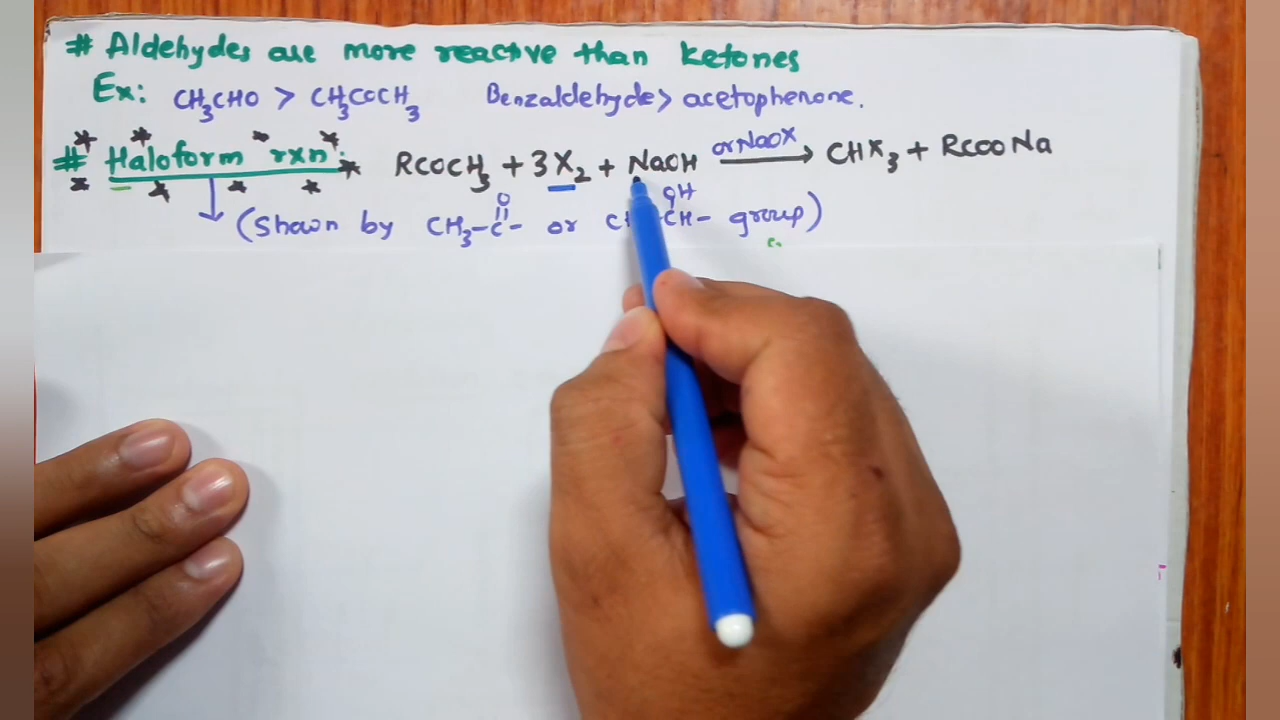 # Aldehydes are more reactive than ketones
Ex: CH3CHO > CH3COCH3 Benzaldehyde > acetophenone.
# Haloform rxn: RCOCH3 + 3X2 + NaOH or NaOX → CHX3 + RCOONa
(Shown by CH3-C- or CH- group)
O OH